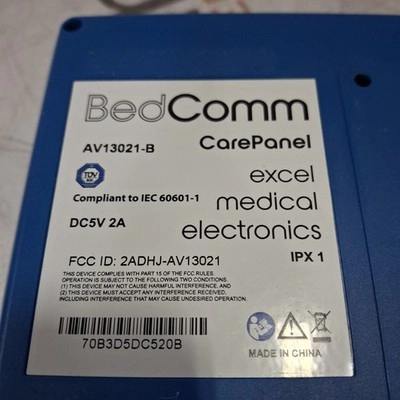 BedComm
CarePanel
AV13021-B
TÜV
excel
medical
electronics
Compliant to IEC 60601-1
DC5V 2A
FCC ID: 2ADHJ-AV13021
IPX 1
THIS DEVICE COMPLIES WITH PART 15 OF THE FCC RULES.
OPERATION IS SUBJECT TO THE FOLLOWING TWO CONDITIONS:
(1) THIS DEVICE MAY NOT CAUSE HARMFUL INTERFERENCE, AND
(2) THIS DEVICE MUST ACCEPT ANY INTERFERENCE RECEIVED,
INCLUDING INTERFERENCE THAT MAY CAUSE UNDESIRED OPERATION.
70B3D5DC520B
MADE IN CHINA